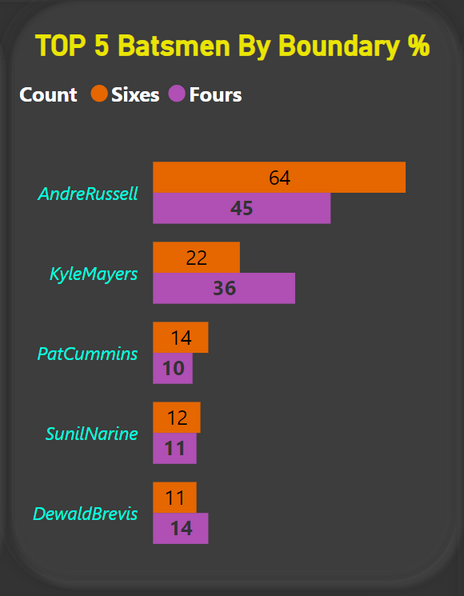 TOP 5 Batsmen By Boundary %
Count Sixes Fours
64
AndreRussell
45
22
KyleMayers
36
14
PatCummins
10
12
SunilNarine
11
11
DewaldBrevis
14